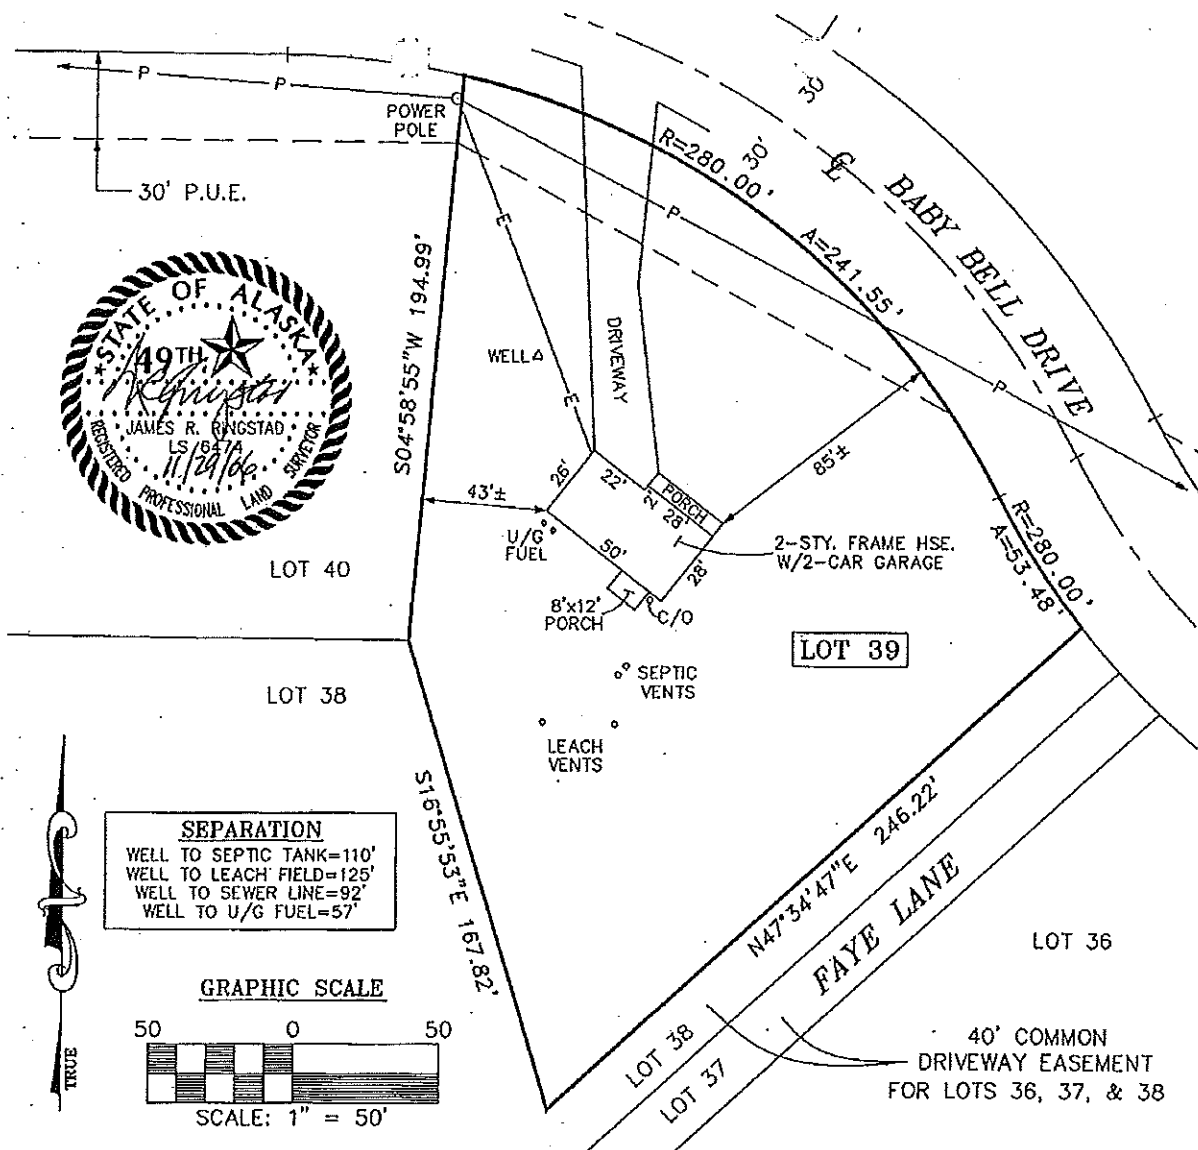 30'
30'
C L
BABY BELL DRIVE
P
P
POWER
POLE
R=280.00'
A=241.55'
P
P
30' P.U.E.
E
E
S04°58'55"W 194.99'
DRIVEWAY
WELL
STATE OF ALASKA
49TH
JAMES R. RINGSTAD
LS 6474
11/29/06
REGISTERED PROFESSIONAL LAND SURVEYOR
43'±
26'
22'
2'
PORCH
28'
85'±
U/G
FUEL
50'
28'
2-STY. FRAME HSE.
W/2-CAR GARAGE
R=280.00'
A=53.48'
8'x12'
PORCH
C/O
LOT 40
LOT 39
LOT 38
SEPTIC
VENTS
LEACH
VENTS
S16°55'53"E 167.82'
N47°34'47"E 246.22'
SEPARATION
WELL TO SEPTIC TANK=110'
WELL TO LEACH FIELD=125'
WELL TO SEWER LINE=92'
WELL TO U/G FUEL=57'
FAYE LANE
LOT 36
GRAPHIC SCALE
50 0 50
SCALE: 1" = 50'
TRUE
LOT 38
LOT 37
40' COMMON
DRIVEWAY EASEMENT
FOR LOTS 36, 37, & 38